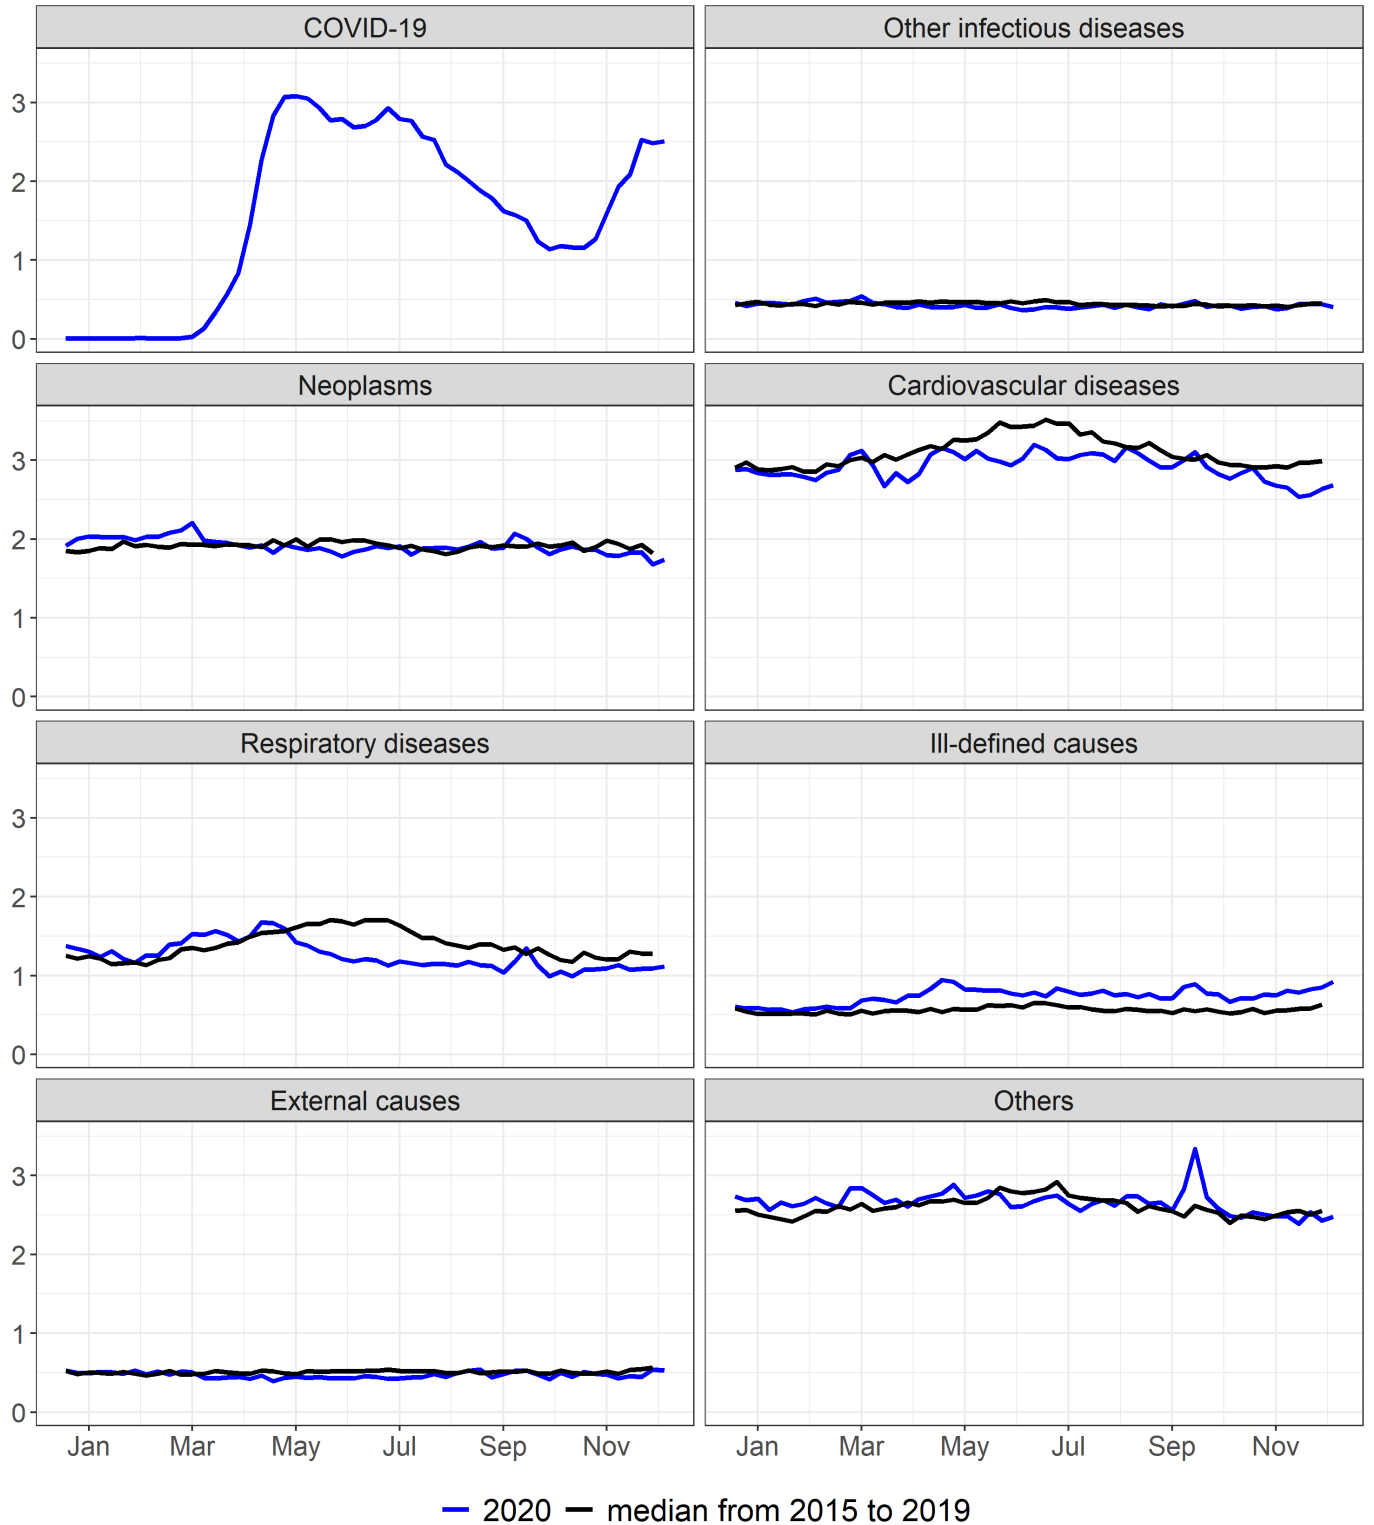 COVID-19 Other infectious diseases
3
2
1
0
Neoplasms Cardiovascular diseases
3
2
1
0
Respiratory diseases Ill-defined causes
3
2
1
0
External causes Others
3
2
1
0
Jan Mar May Jul Sep Nov Jan Mar May Jul Sep Nov
2020 median from 2015 to 2019